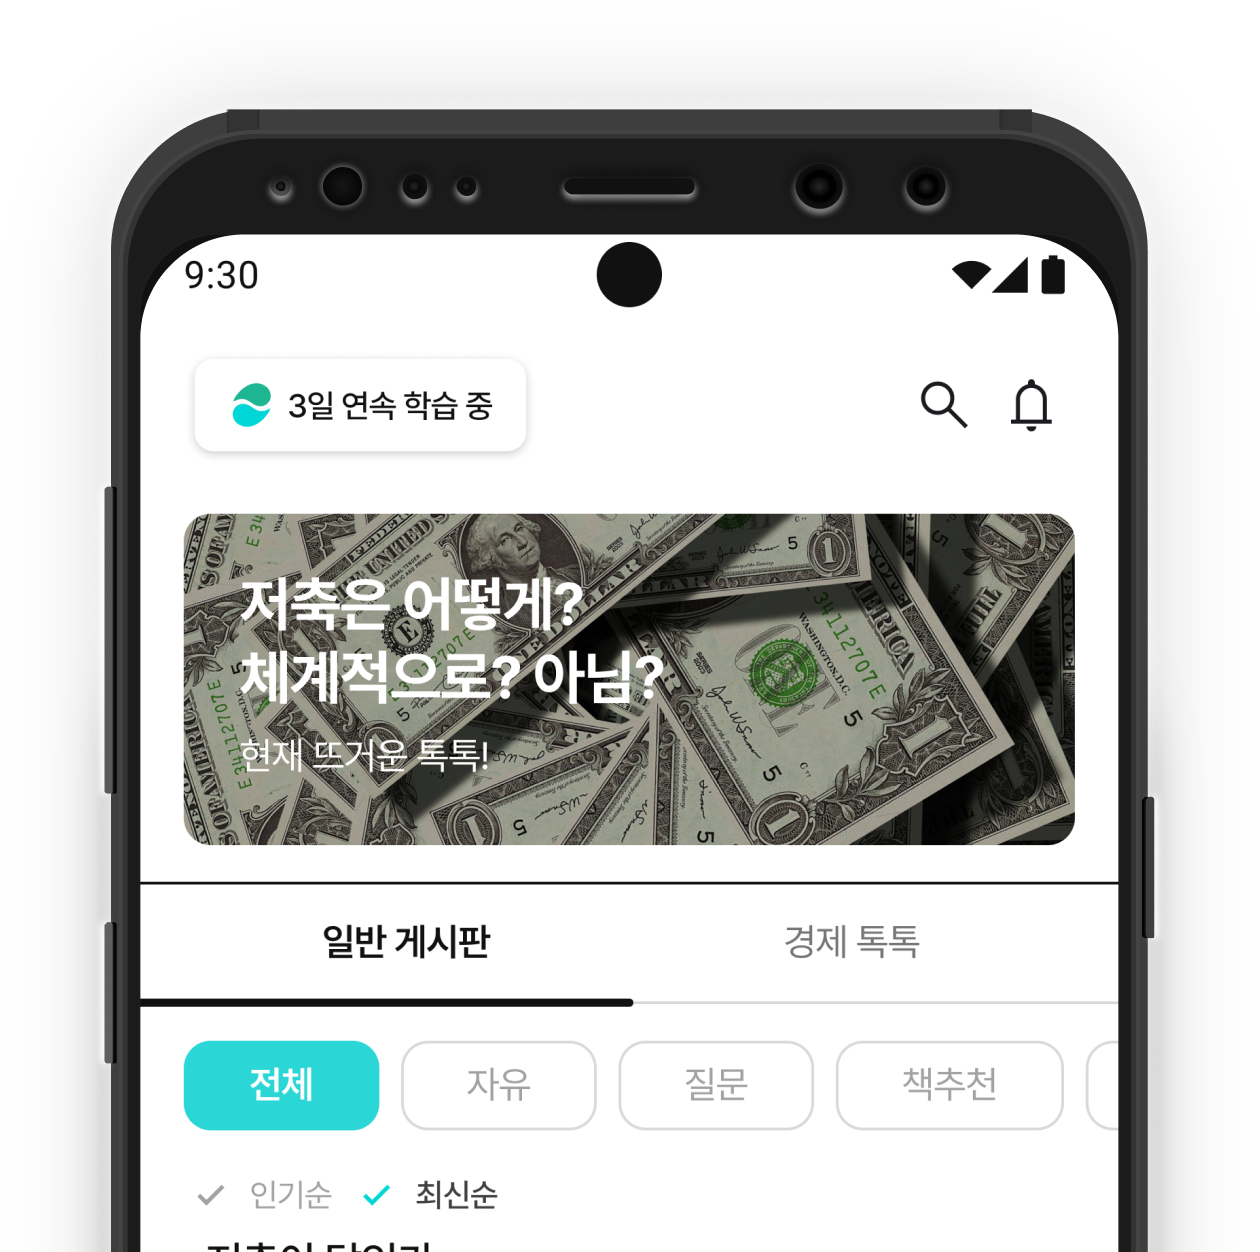 9:30
3일 연속 학습 중
저축은 어떻게?
체계적으로? 아님?
현재 뜨거운 톡톡!
일반 게시판
경제 톡톡
전체
자유
질문
책추천
인기순
최신순